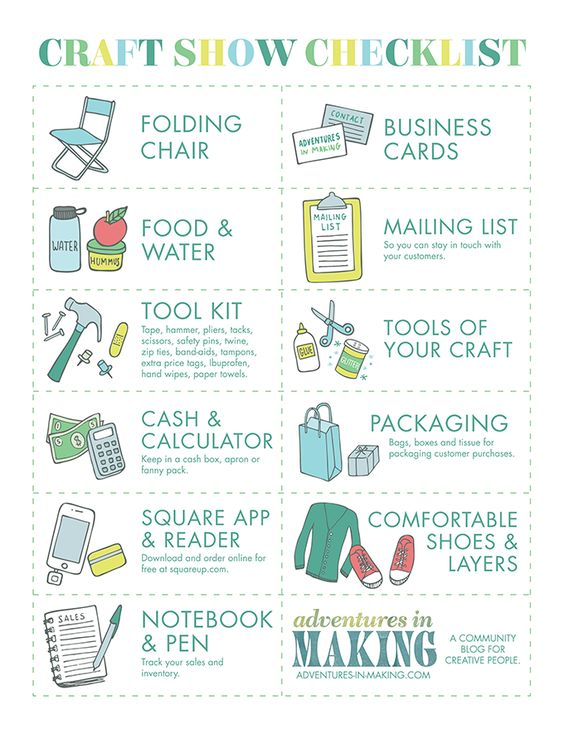 CRAFT SHOW CHECKLIST
FOLDING
CHAIR
CONTACT
ADVENTURES
IN MAKING
BUSINESS
CARDS
WATER
HUMMUS
FOOD &
WATER
MAILING
LIST
MAILING LIST
So you can stay in touch with
your customers.
TOOL KIT
Tape, hammer, pliers, tacks,
scissors, safety pins, twine,
zip ties, band-aids, tampons,
extra price tags, Ibuprofen,
hand wipes, paper towels.
GLUE
GLITTER
TOOLS OF
YOUR CRAFT
CASH &
CALCULATOR
Keep in a cash box, apron or
fanny pack.
PACKAGING
Bags, boxes and tissue for
packaging customer purchases.
SQUARE APP
& READER
Download and order online for
free at squareup.com.
COMFORTABLE
SHOES &
LAYERS
SALES
NOTEBOOK
& PEN
Track your sales and
inventory.
adventures in
MAKING
ADVENTURES-IN-MAKING.COM
A COMMUNITY
BLOG FOR
CREATIVE PEOPLE.